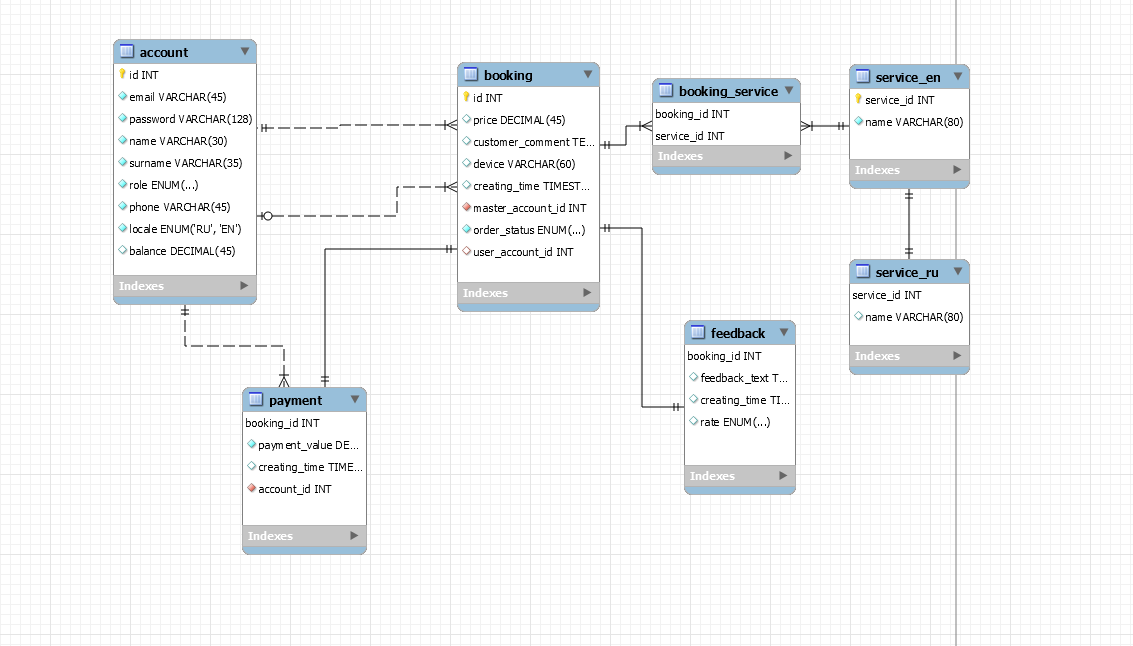 account
id INT
email VARCHAR(45)
password VARCHAR(128)
name VARCHAR(30)
surname VARCHAR(35)
role ENUM(...)
phone VARCHAR(45)
locale ENUM('RU', 'EN')
balance DECIMAL(45)
Indexes
booking
id INT
price DECIMAL(45)
customer_comment TE...
device VARCHAR(60)
creating_time TIMEST...
master_account_id INT
order_status ENUM(...)
user_account_id INT
Indexes
booking_service
booking_id INT
service_id INT
Indexes
service_en
service_id INT
name VARCHAR(80)
Indexes
service_ru
service_id INT
name VARCHAR(80)
Indexes
feedback
booking_id INT
feedback_text T...
creating_time TI...
rate ENUM(...)
Indexes
payment
booking_id INT
payment_value DE...
creating_time TIME...
account_id INT
Indexes